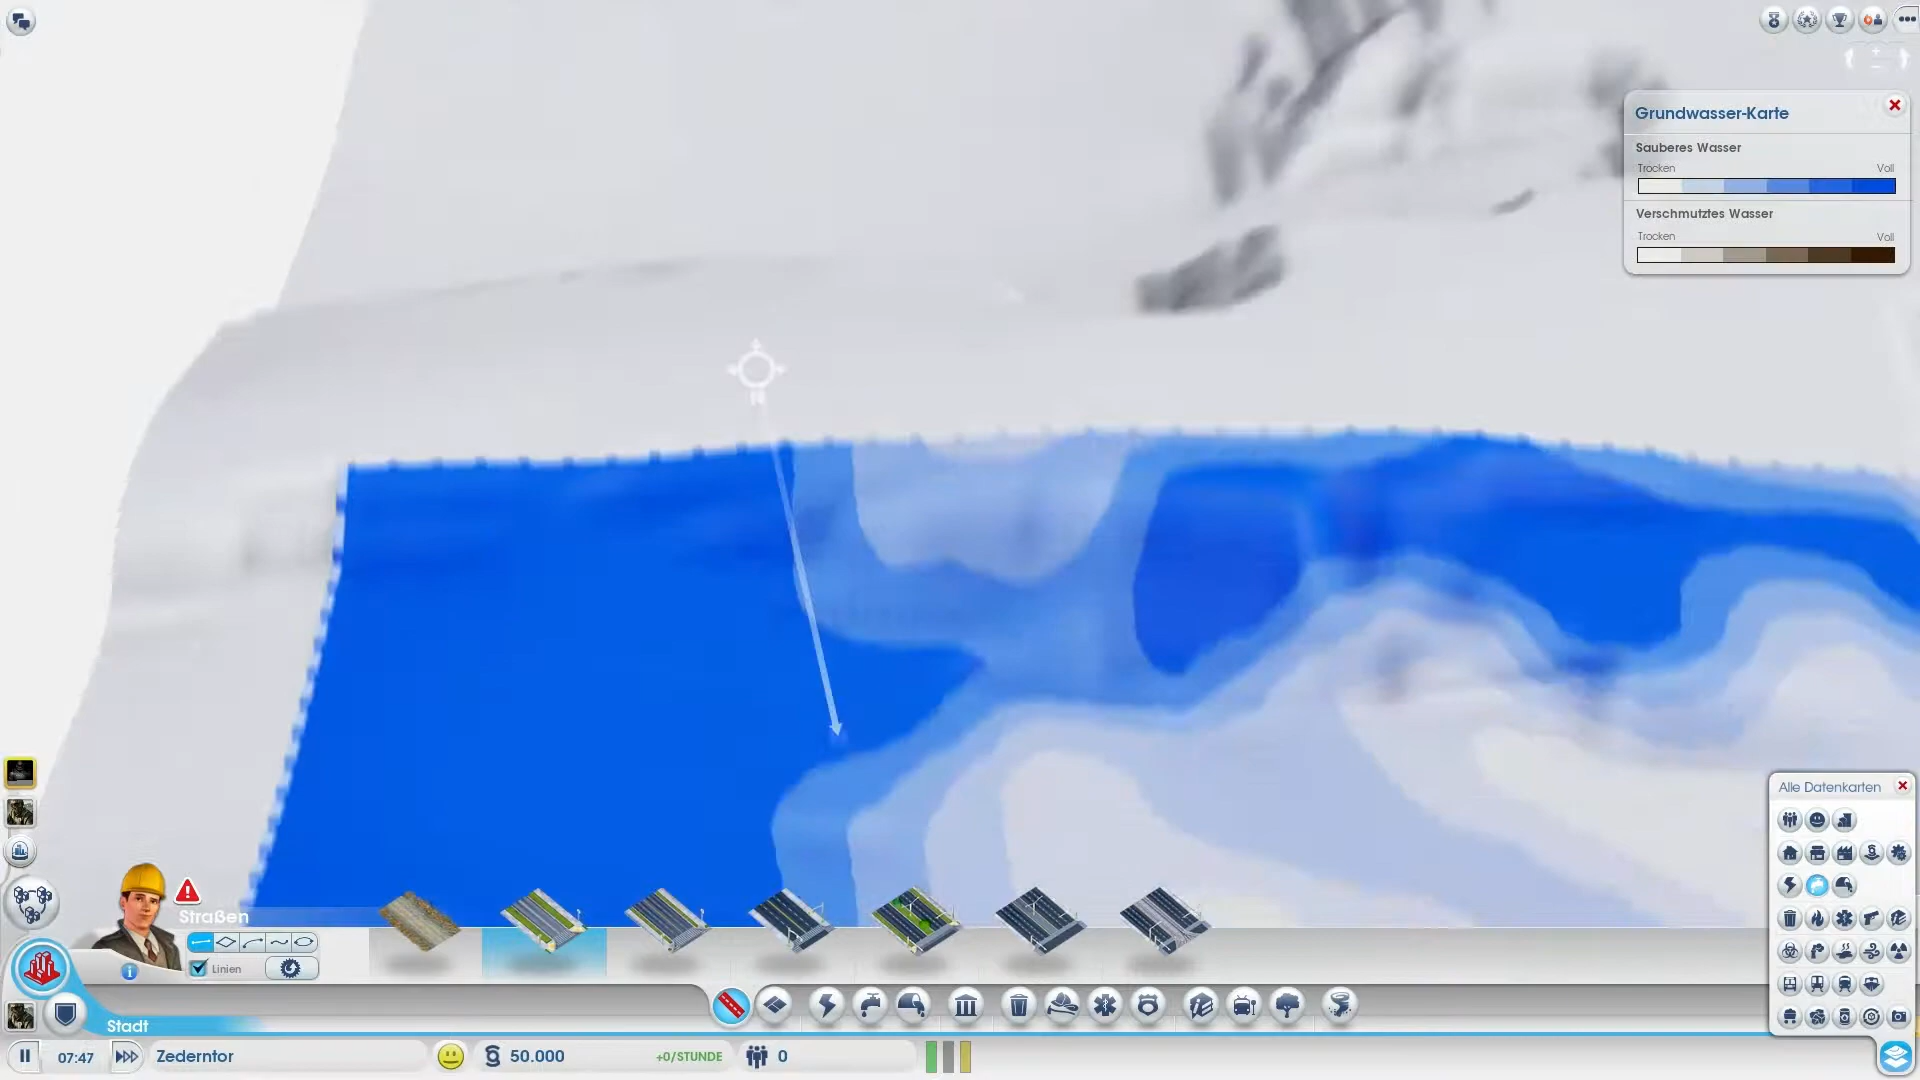 Grundwasser-Karte
Sauberes Wasser
Trocken Voll
Verschmutztes Wasser
Trocken Voll
Alle Datenkarten
Straßen
Linien
Stadt
07:47 Zederntor 50.000 +0/STUNDE 0